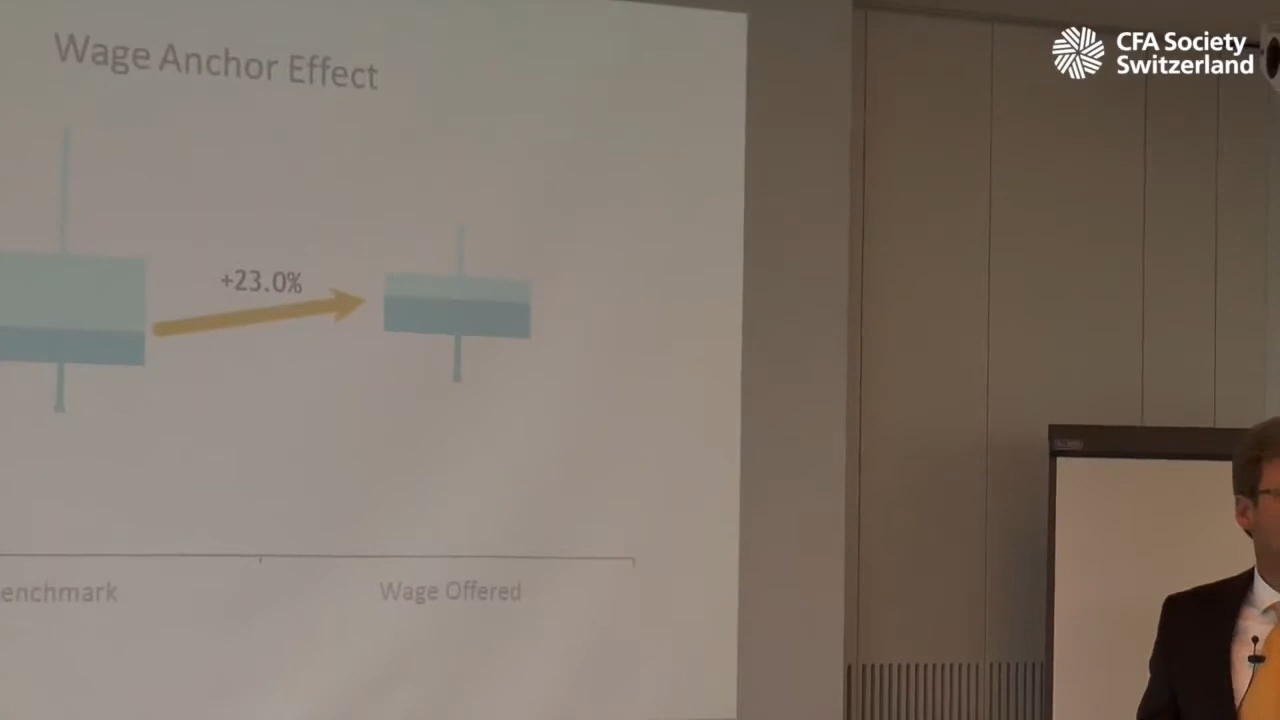 Wage Anchor Effect
CFA Society
Switzerland
+23.0%
enchmark
Wage Offered